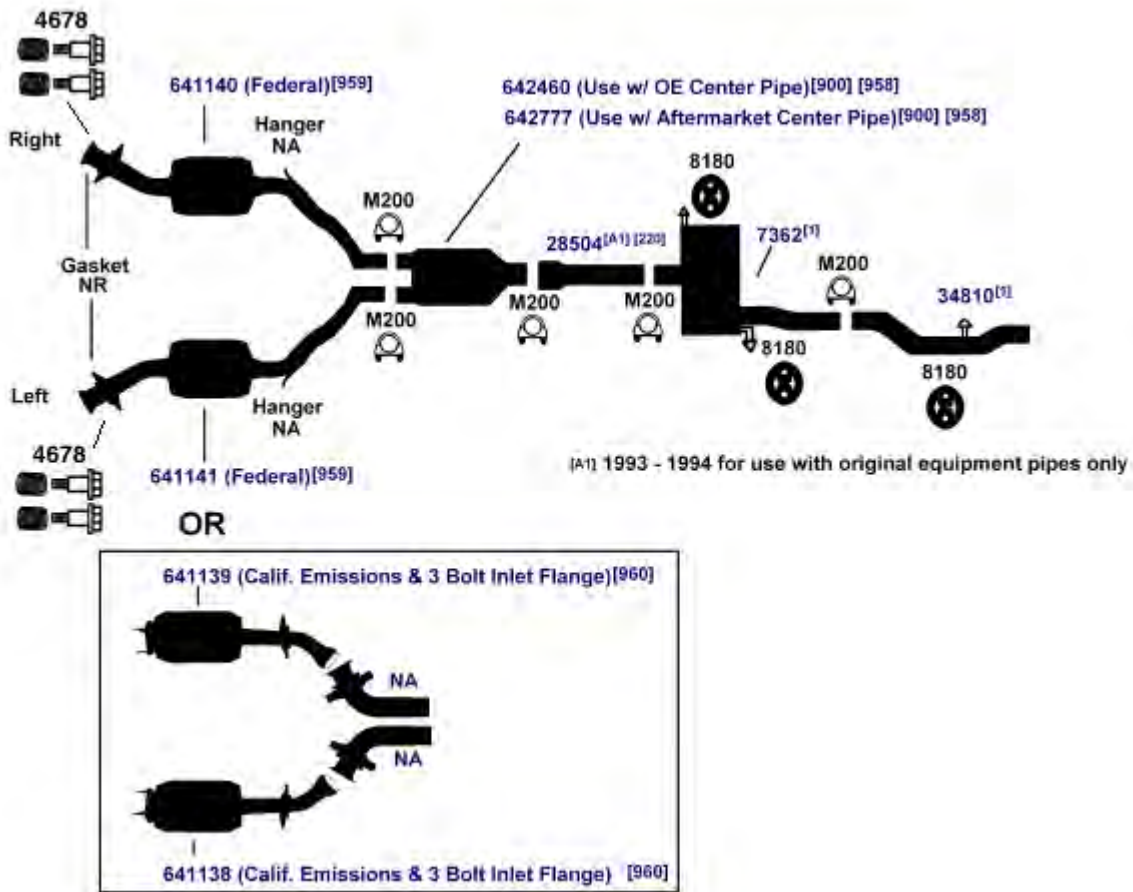 4678
641140 (Federal)[959]
642460 (Use w/ OE Center Pipe)[900] [958]
642777 (Use w/ Aftermarket Center Pipe)[900] [958]
Hanger
NA
Right
8180
M200
28504[A1] [220]
7362[1]
M200
Gasket
NR
34810[1]
M200
M200
M200
8180
8180
Left
Hanger
NA
4678
641141 (Federal)[959]
[A1] 1993 - 1994 for use with original equipment pipes only
OR
641139 (Calif. Emissions & 3 Bolt Inlet Flange)[960]
NA
NA
641138 (Calif. Emissions & 3 Bolt Inlet Flange) [960]